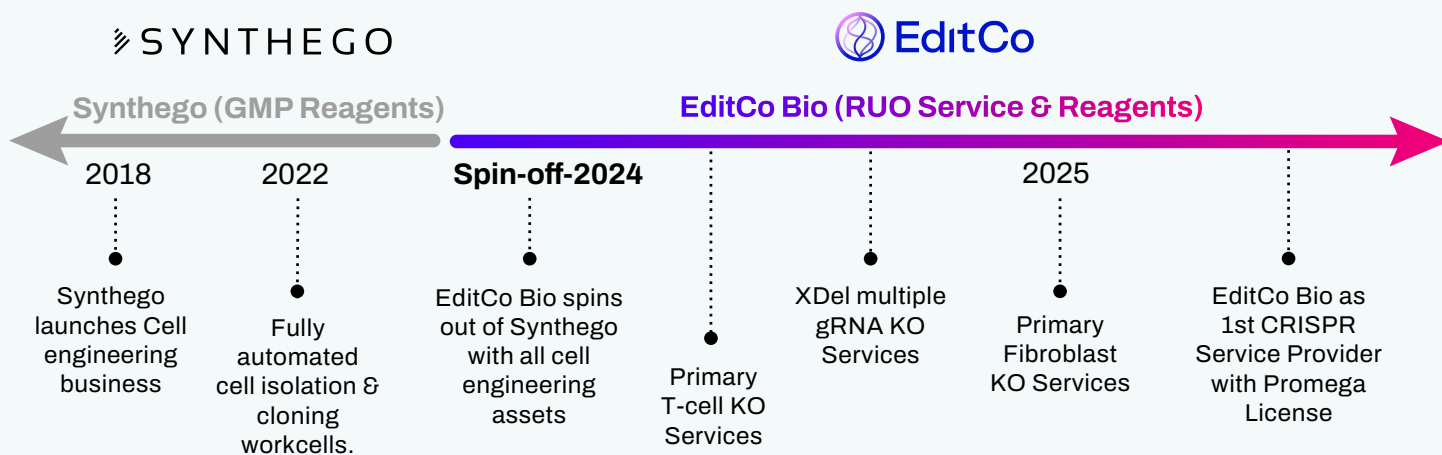 SYNTHEGO
EditCo
Synthego (GMP Reagents)
EditCo Bio (RUO Service & Reagents)
2018
2022
Spin-off-2024
2025
Synthego
launches Cell
engineering
business
Fully
automated
cell isolation &
cloning
workcells.
EditCo Bio spins
out of Synthego
with all cell
engineering
assets
Primary
T-cell KO
Services
XDel multiple
gRNA KO
Services
Primary
Fibroblast
KO Services
EditCo Bio as
1st CRISPR
Service Provider
with Promega
License